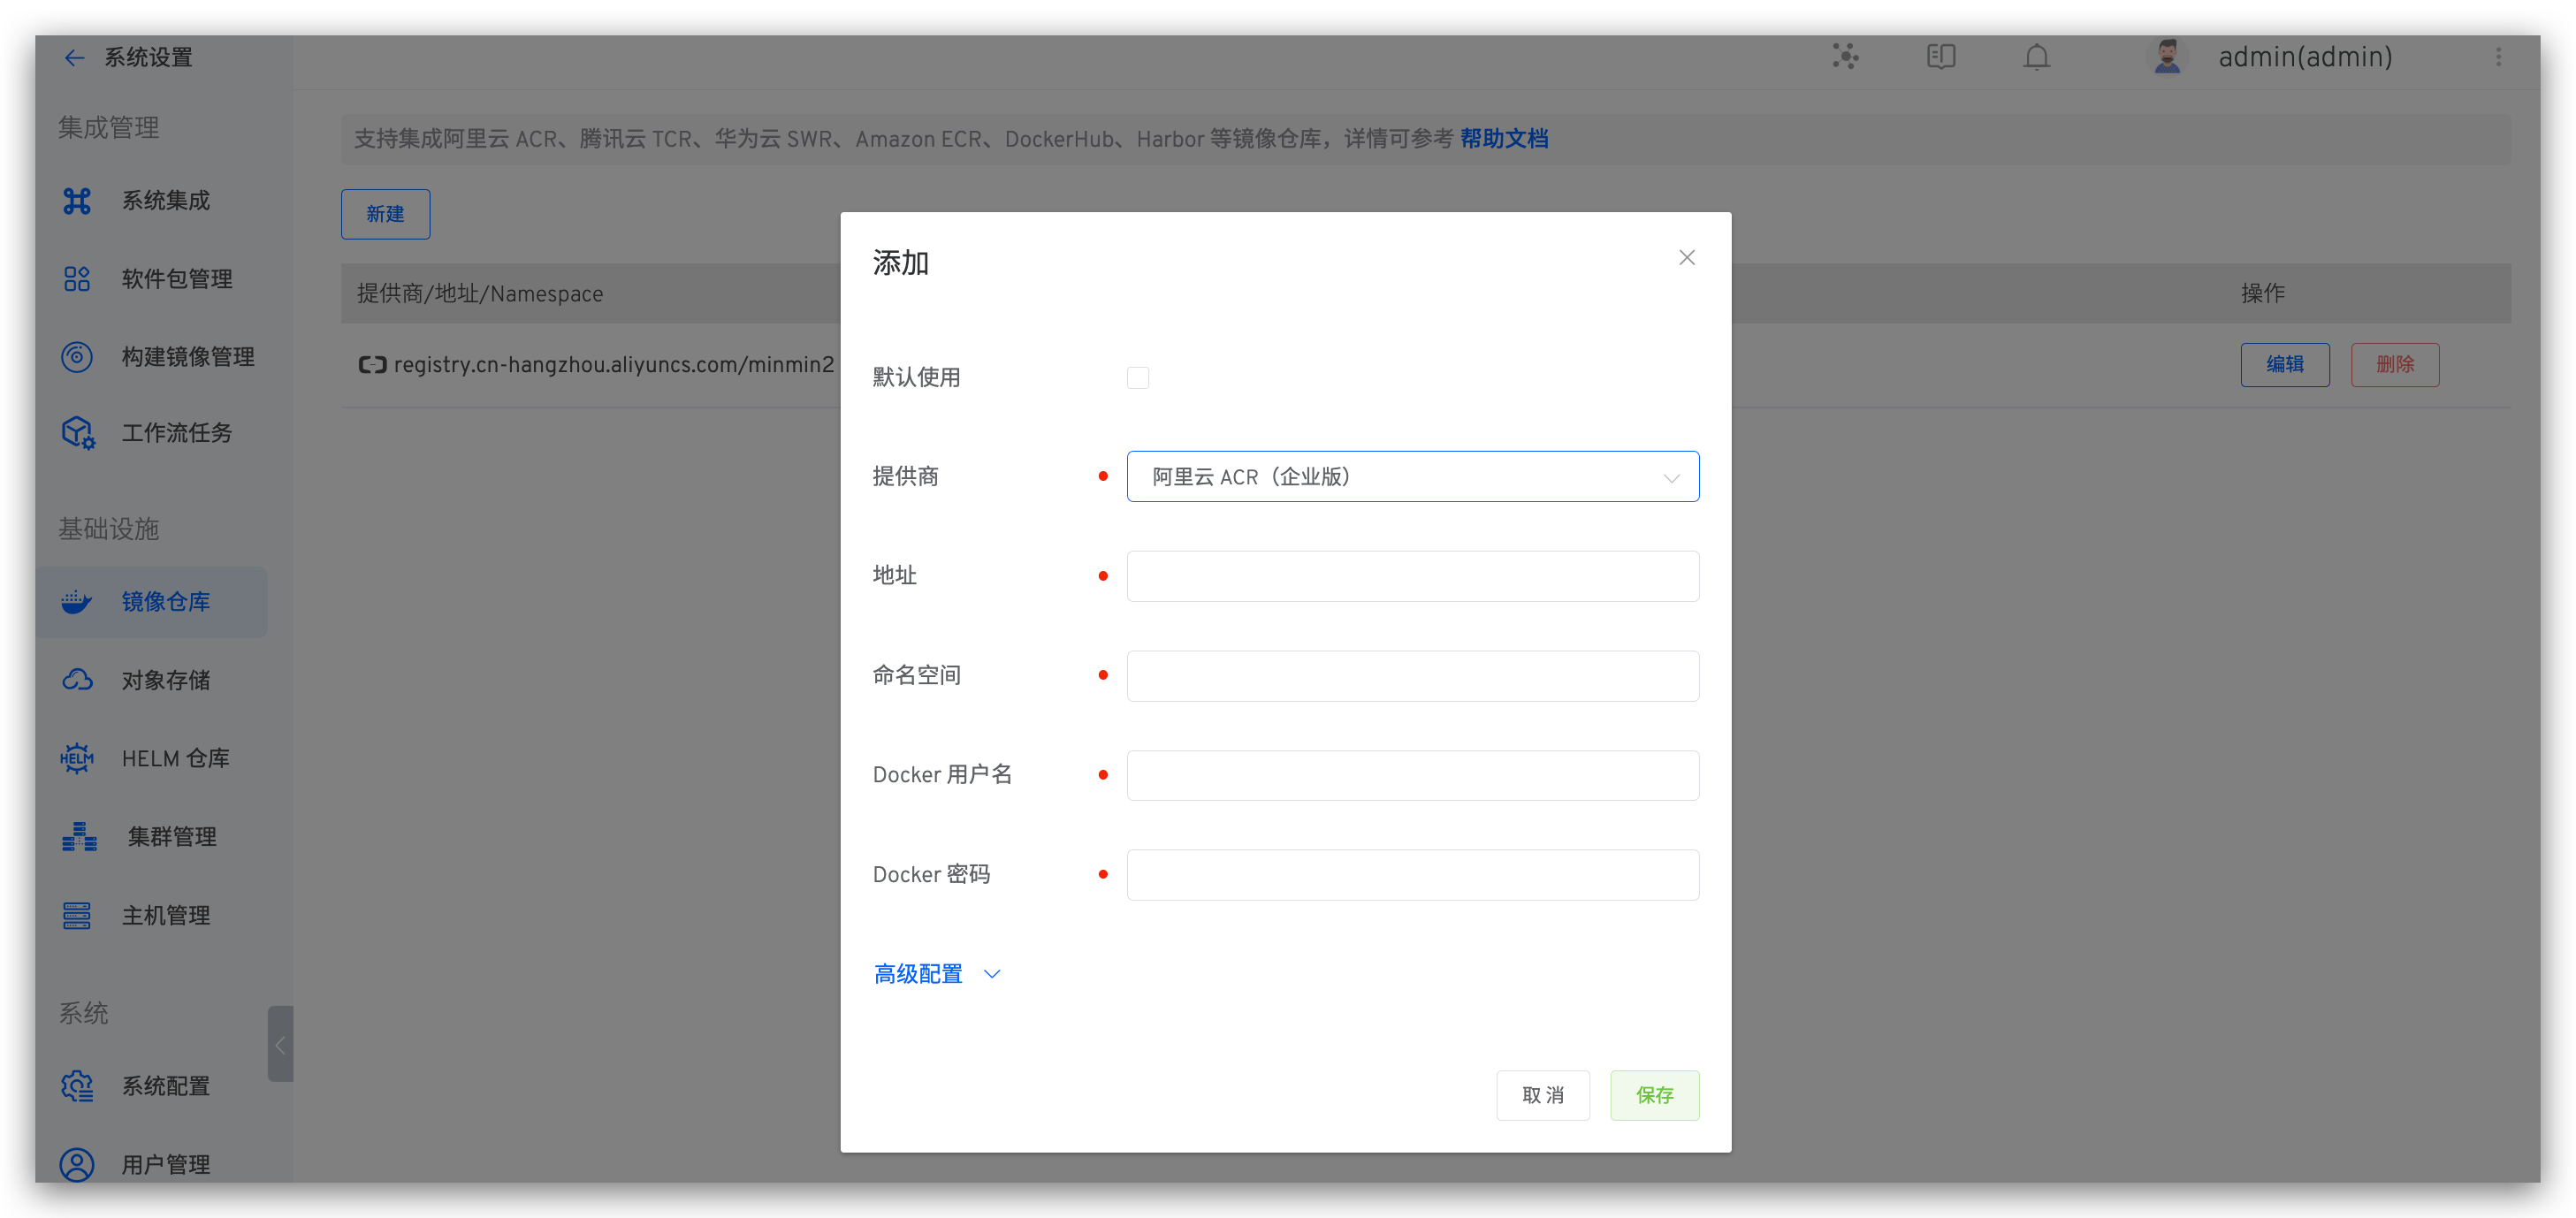 系统设置
admin(admin)
集成管理
系统集成
软件包管理
构建镜像管理
工作流任务
基础设施
镜像仓库
对象存储
HELM
HELM 仓库
集群管理
主机管理
系统
系统配置
用户管理
支持集成阿里云 ACR、腾讯云 TCR、华为云 SWR、Amazon ECR、DockerHub、Harbor 等镜像仓库，详情可参考 帮助文档
新建
提供商/地址/Namespace
操作
registry.cn-hangzhou.aliyuncs.com/minmin2
编辑
删除
添加
默认使用
提供商
阿里云 ACR（企业版）
地址
命名空间
Docker 用户名
Docker 密码
高级配置
取消
保存